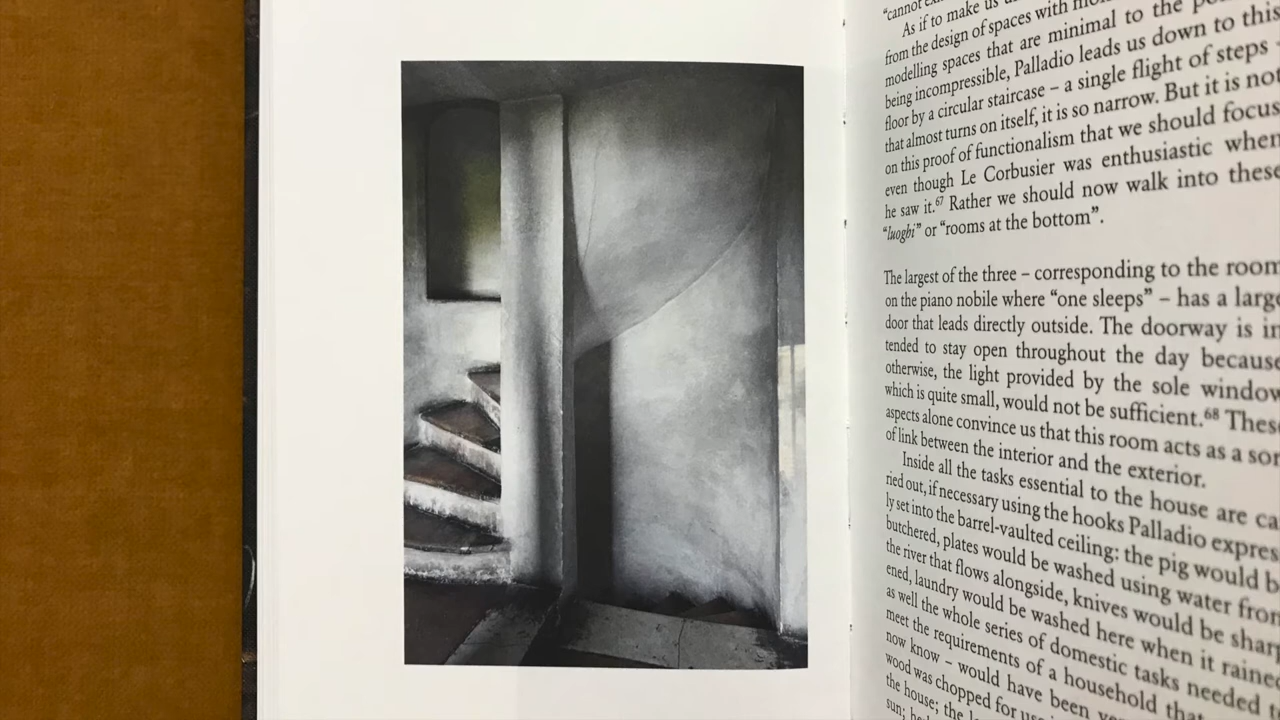 "cannot
As if to make us
from the design of spaces with
modelling spaces that are minimal to the
being incompressible, Palladio leads us down to this
floor by a circular staircase – a single flight of steps
that almost turns on itself, it is so narrow. But it is not
on this proof of functionalism that we should focus
even though Le Corbusier was enthusiastic when
he saw it.67 Rather we should now walk into these
"luoghi" or "rooms at the bottom".
The largest of the three – corresponding to the room
on the piano nobile where "one sleeps" – has a large
door that leads directly outside. The doorway is in
tended to stay open throughout the day because
otherwise, the light provided by the sole window
which is quite small, would not be sufficient.68 These
aspects alone convince us that this room acts as a sor
of link between the interior and the exterior.
Inside all the tasks essential to the house are ca
ried out, if necessary using the hooks Palladio expres
ly set into the barrel-vaulted ceiling: the pig would b
butchered, plates would be washed using water from
the river that flows alongside, knives would be sharp
ened, laundry would be washed here when it rained
as well the whole series of domestic tasks needed t
meet the requirements of a household that
now know – would have been
wood was chopped for
the house; the
sun;